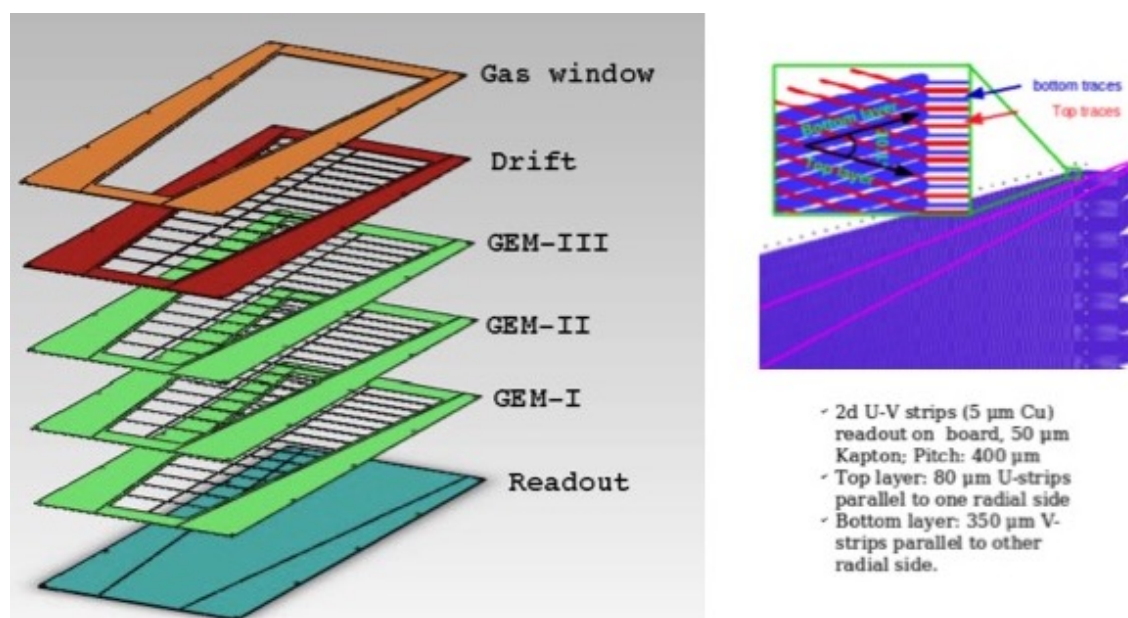 Gas window
Drift
GEM-III
GEM-II
GEM-I
Readout
bottom traces
Top traces
Bottom layer
Top layer
✓ 2d U-V strips (5 µm Cu)
readout on board, 50 µm
Kapton; Pitch: 400 µm
✓ Top layer: 80 µm U-strips
parallel to one radial side
✓ Bottom layer: 350 µm V-
strips parallel to other
radial side.